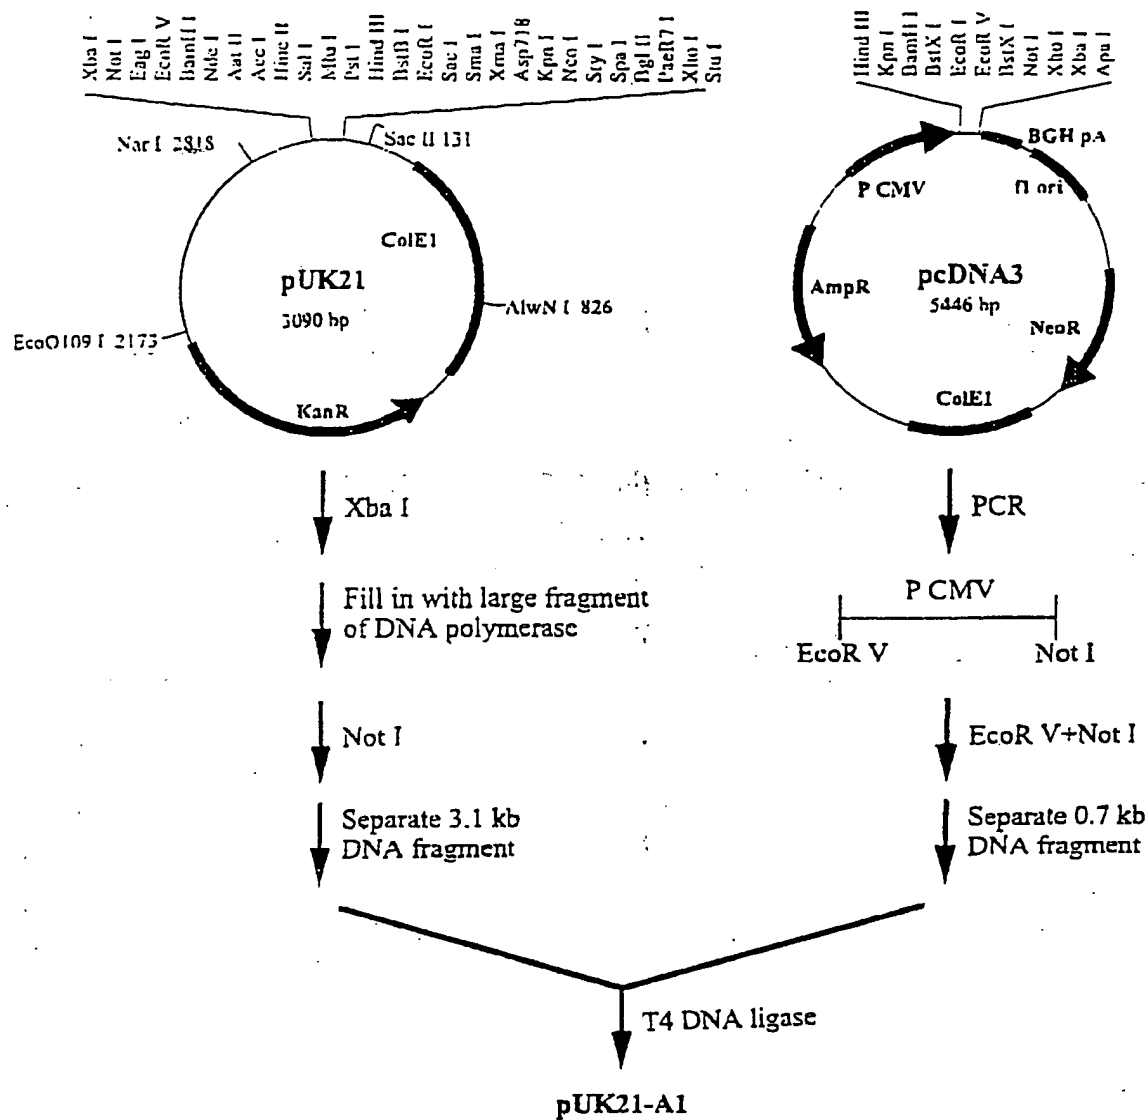 Xba I
Not I
Eag I
EcoR V
BamH I
Nde I
Aat II
Acc I
Hinc II
Sal I
Mlu I
Pst I
Hind III
BstB I
EcoR I
Sac I
Sma I
Xma I
Asp718
Kpn I
Nco I
Sty I
Spa I
Bgl II
PaeR7 I
Xho I
Stu I
Hind III
Kpn I
BamH I
BstX I
EcoR I
EcoR V
BstX I
Not I
Xho I
Xba I
Apa I
Nar I 2818
Sac II 131
ColE1
pUK21
3090 bp
AlwN I 826
EcoO109 I 2173
KanR
BGH pA
P CMV
f1 ori
AmpR
pcDNA3
5446 bp
NeoR
ColE1
Xba I
Fill in with large fragment
of DNA polymerase
Not I
Separate 3.1 kb
DNA fragment
PCR
P CMV
EcoR V
Not I
EcoR V+Not I
Separate 0.7 kb
DNA fragment
T4 DNA ligase
pUK21-A1